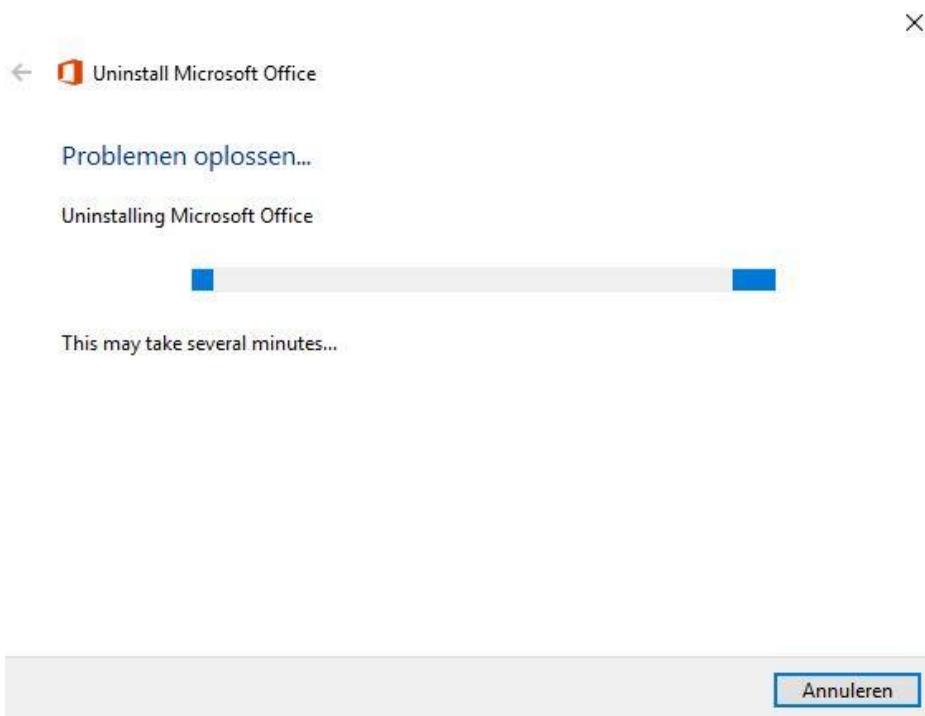 Uninstall Microsoft Office
Problemen oplossen...
Uninstalling Microsoft Office
This may take several minutes...
Annuleren